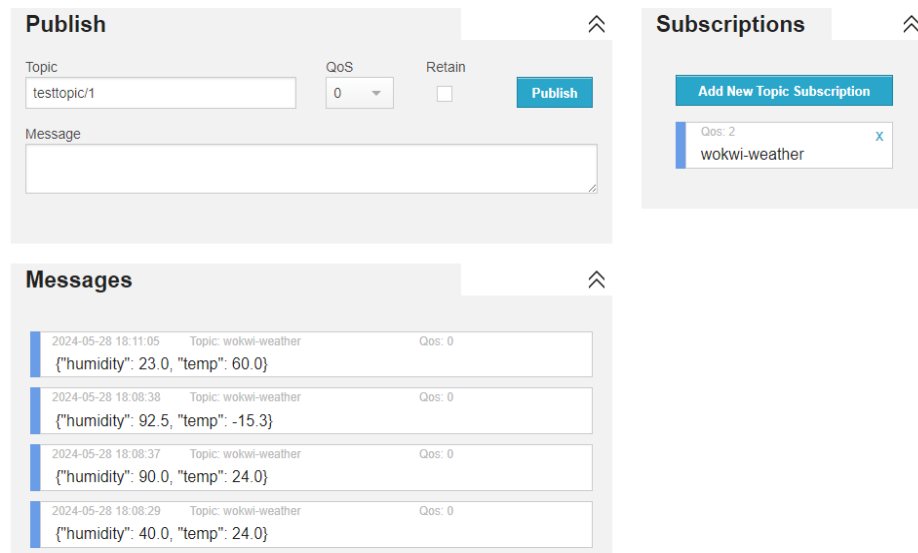 Publish
Topic
QoS
Retain
testtopic/1
0
Publish
Message
Subscriptions
Add New Topic Subscription
Qos: 2
X
wokwi-weather
Messages
2024-05-28 18:11:05 Topic: wokwi-weather Qos: 0
{"humidity": 23.0, "temp": 60.0}
2024-05-28 18:08:38 Topic: wokwi-weather Qos: 0
{"humidity": 92.5, "temp": -15.3}
2024-05-28 18:08:37 Topic: wokwi-weather Qos: 0
{"humidity": 90.0, "temp": 24.0}
2024-05-28 18:08:29 Topic: wokwi-weather Qos: 0
{"humidity": 40.0, "temp": 24.0}